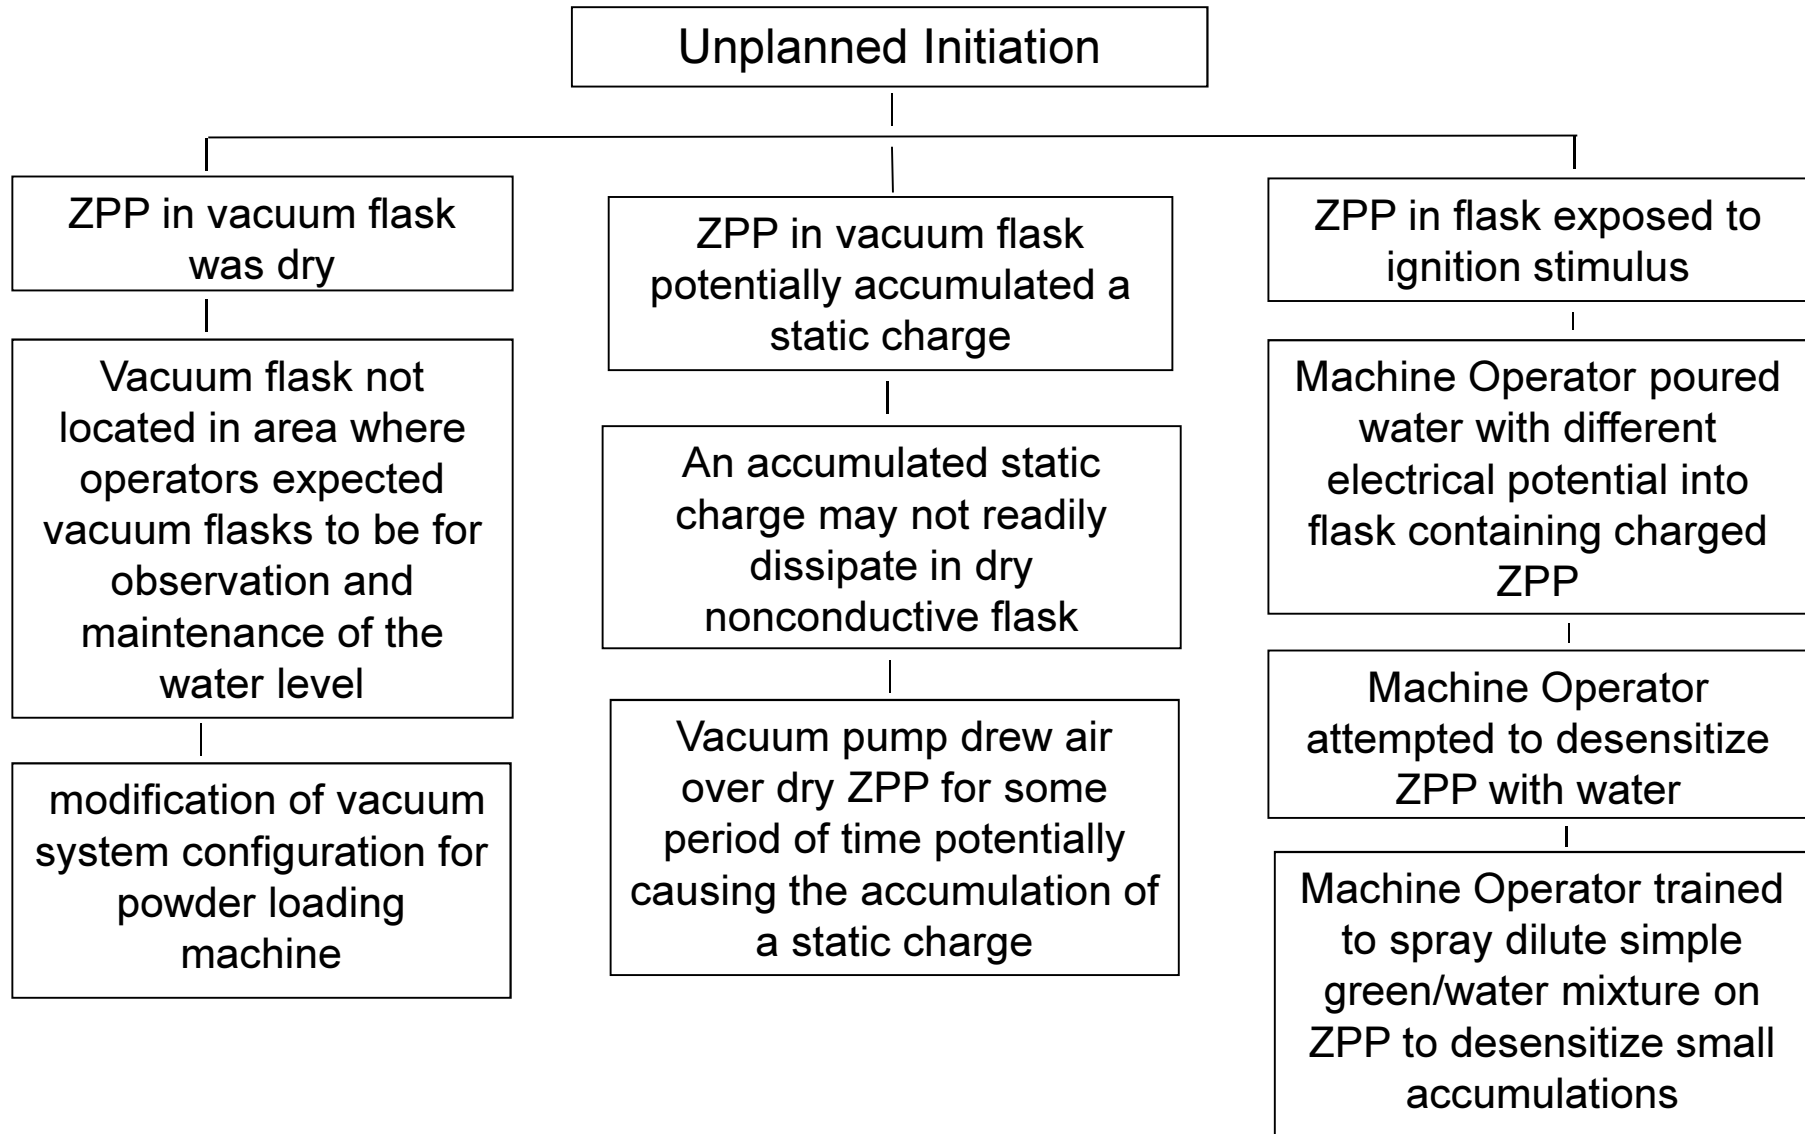 Unplanned Initiation
ZPP in vacuum flask
was dry
Vacuum flask not
located in area where
operators expected
vacuum flasks to be for
observation and
maintenance of the
water level
modification of vacuum
system configuration for
powder loading
machine
ZPP in vacuum flask
potentially accumulated a
static charge
An accumulated static
charge may not readily
dissipate in dry
nonconductive flask
Vacuum pump drew air
over dry ZPP for some
period of time potentially
causing the accumulation of
a static charge
ZPP in flask exposed to
ignition stimulus
Machine Operator poured
water with different
electrical potential into
flask containing charged
ZPP
Machine Operator
attempted to desensitize
ZPP with water
Machine Operator trained
to spray dilute simple
green/water mixture on
ZPP to desensitize small
accumulations